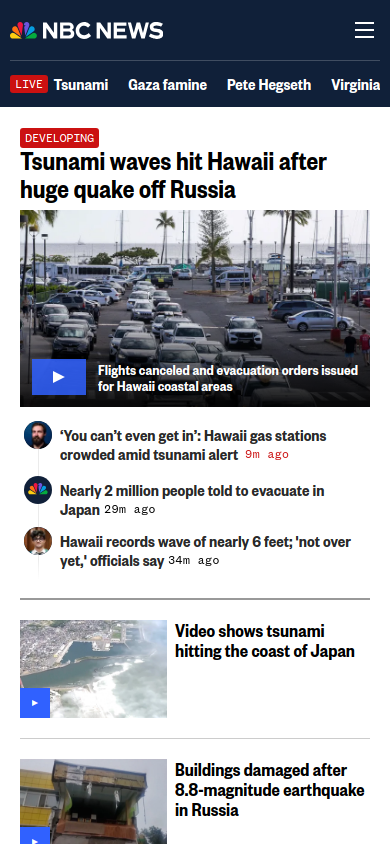 NBC NEWS
LIVE Tsunami Gaza famine Pete Hegseth Virginia
DEVELOPING
Tsunami waves hit Hawaii after
huge quake off Russia
Flights canceled and evacuation orders issued
for Hawaii coastal areas
‘You can’t even get in’: Hawaii gas stations
crowded amid tsunami alert 9m ago
Nearly 2 million people told to evacuate in
Japan 29m ago
Hawaii records wave of nearly 6 feet; 'not over
yet,' officials say 34m ago
Video shows tsunami
hitting the coast of Japan
Buildings damaged after
8.8-magnitude earthquake
in Russia